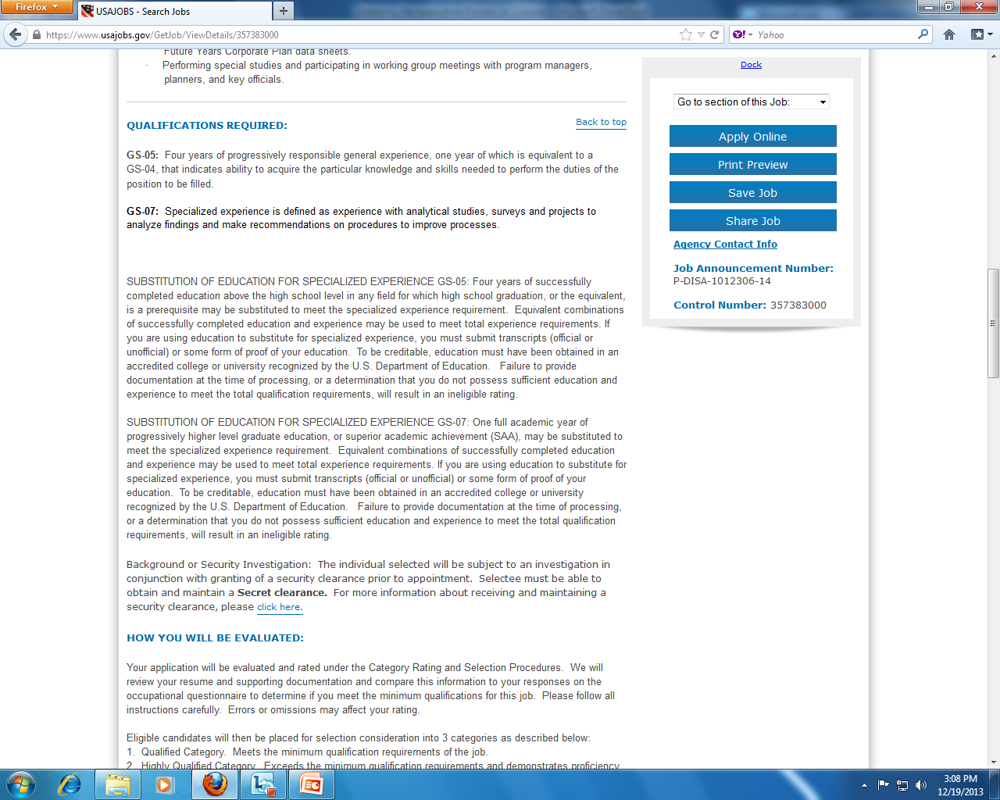 Firefox
USAJOBS - Search Jobs
https://www.usajobs.gov/GetJob/ViewDetails/357383000
Yahoo
Future Years Corporate Plan data sheets.
· Performing special studies and participating in working group meetings with program managers,
planners, and key officials.
QUALIFICATIONS REQUIRED:
Back to top
GS-05: Four years of progressively responsible general experience, one year of which is equivalent to a
GS-04, that indicates ability to acquire the particular knowledge and skills needed to perform the duties of the
position to be filled.
GS-07: Specialized experience is defined as experience with analytical studies, surveys and projects to
analyze findings and make recommendations on procedures to improve processes.
SUBSTITUTION OF EDUCATION FOR SPECIALIZED EXPERIENCE GS-05: Four years of successfully
completed education above the high school level in any field for which high school graduation, or the equivalent,
is a prerequisite may be substituted to meet the specialized experience requirement. Equivalent combinations
of successfully completed education and experience may be used to meet total experience requirements. If
you are using education to substitute for specialized experience, you must submit transcripts (official or
unofficial) or some form of proof of your education. To be creditable, education must have been obtained in an
accredited college or university recognized by the U.S. Department of Education. Failure to provide
documentation at the time of processing, or a determination that you do not possess sufficient education and
experience to meet the total qualification requirements, will result in an ineligible rating.
SUBSTITUTION OF EDUCATION FOR SPECIALIZED EXPERIENCE GS-07: One full academic year of
progressively higher level graduate education, or superior academic achievement (SAA), may be substituted to
meet the specialized experience requirement. Equivalent combinations of successfully completed education
and experience may be used to meet total experience requirements. If you are using education to substitute for
specialized experience, you must submit transcripts (official or unofficial) or some form of proof of your
education. To be creditable, education must have been obtained in an accredited college or university
recognized by the U.S. Department of Education. Failure to provide documentation at the time of processing,
or a determination that you do not possess sufficient education and experience to meet the total qualification
requirements, will result in an ineligible rating.
Background or Security Investigation: The individual selected will be subject to an investigation in
conjunction with granting of a security clearance prior to appointment. Selectee must be able to
obtain and maintain a Secret clearance. For more information about receiving and maintaining a
security clearance, please click here.
HOW YOU WILL BE EVALUATED:
Your application will be evaluated and rated under the Category Rating and Selection Procedures. We will
review your resume and supporting documentation and compare this information to your responses on the
occupational questionnaire to determine if you meet the minimum qualifications for this job. Please follow all
instructions carefully. Errors or omissions may affect your rating.
Eligible candidates will then be placed for selection consideration into 3 categories as described below:
1. Qualified Category. Meets the minimum qualification requirements of the job.
2. Highly Qualified Category. Exceeds the minimum qualification requirements and demonstrates proficiency
Dock
Go to section of this Job:
Apply Online
Print Preview
Save Job
Share Job
Agency Contact Info
Job Announcement Number:
P-DISA-1012306-14
Control Number: 357383000
3:08 PM
12/19/2013